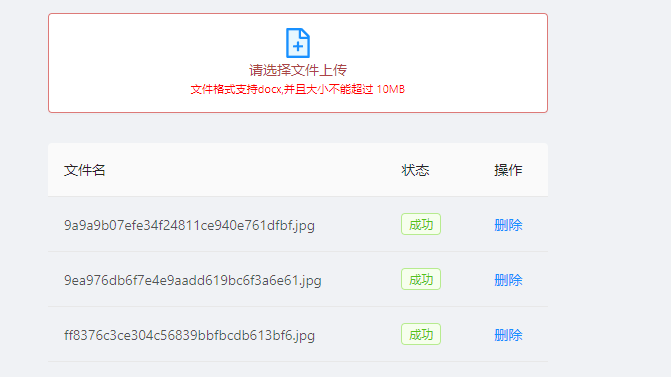 请选择文件上传
文件格式支持docx,并且大小不能超过 10MB
文件名 状态 操作
9a9a9b07efe34f24811ce940e761dfbf.jpg 成功 删除
9ea976db6f7e4e9aadd619bc6f3a6e61.jpg 成功 删除
ff8376c3ce304c56839bbfbcdb613bf6.jpg 成功 删除